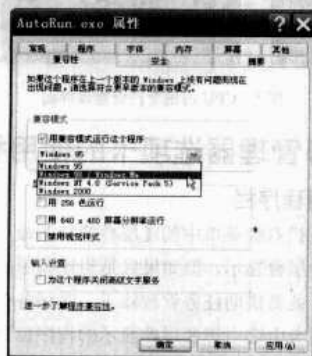 AutoRun.exe 属性
常规 程序 字体 内存 屏幕 其他
兼容性 安全 摘要
如果这个程序在上一个版本的 Windows 上没有问题而现在
出现问题，请选择符合更早版本的兼容模式。
兼容模式
用兼容模式运行这个程序
Windows 95
Windows 95
Windows 98 / Windows Me
Windows NT 4.0 (Service Pack 5)
Windows 2000
用 256 色运行
用 640 x 480 屏幕分辨率运行
禁用视觉样式
输入设置
为这个程序关闭高级文字服务
进一步了解程序兼容性。
确定 取消 应用(A)